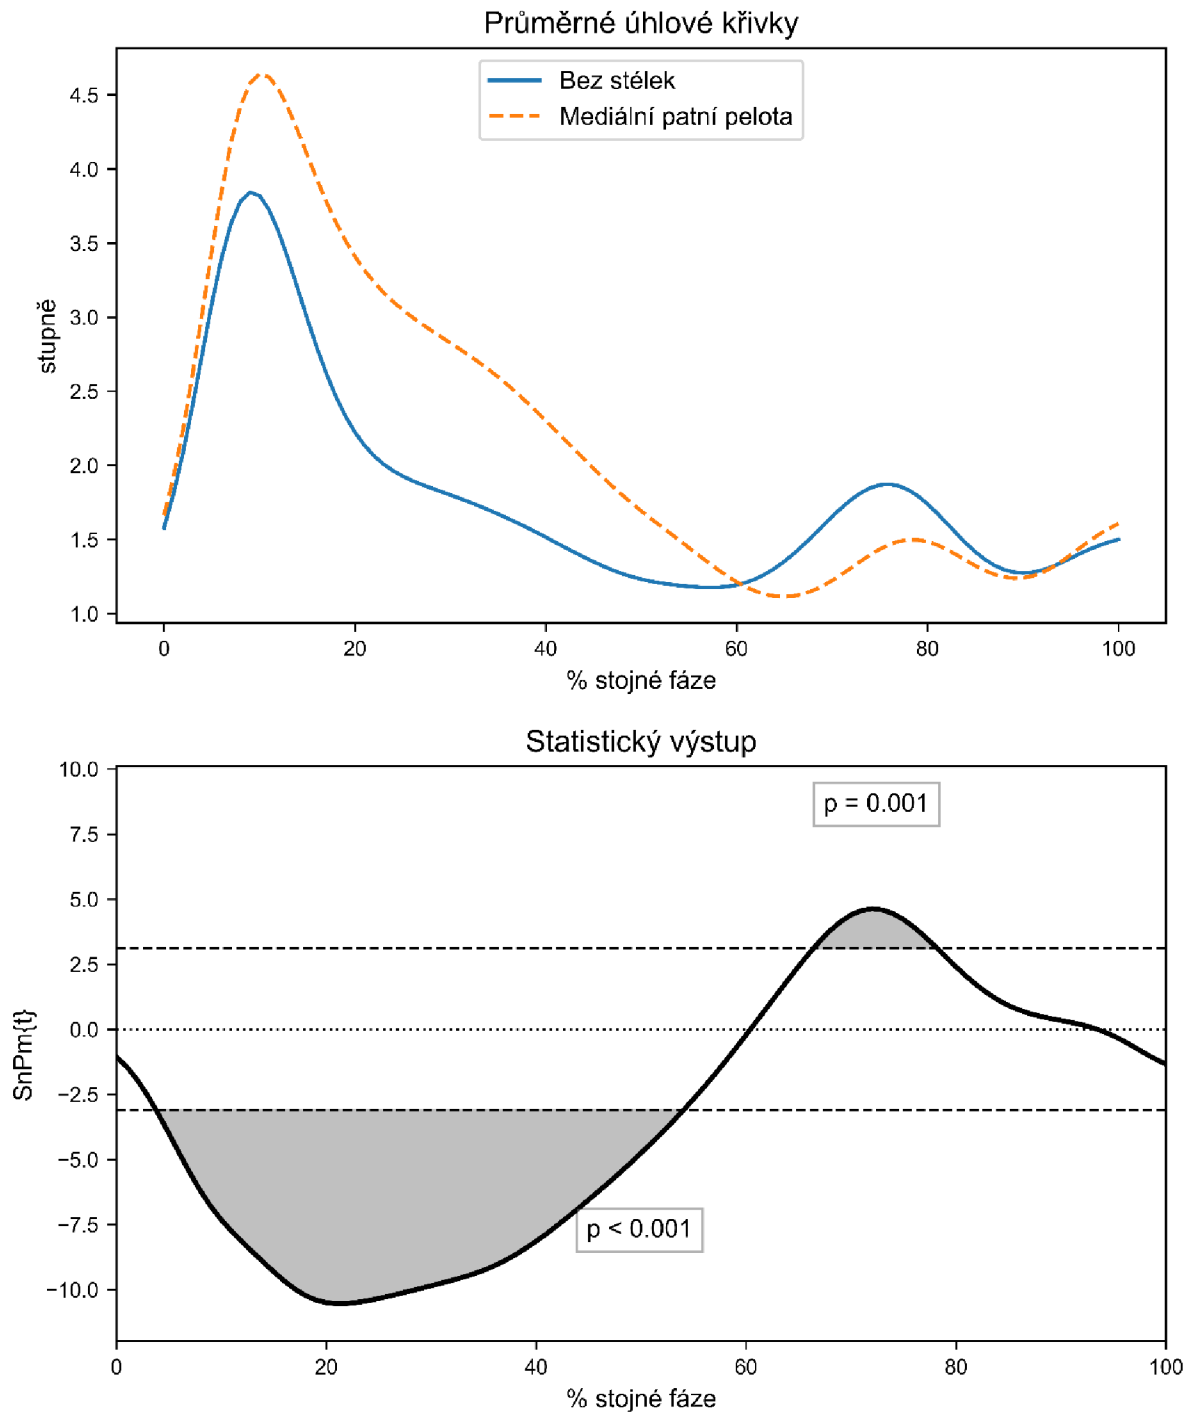 Průměrné úhlové křivky
Bez stélek
Mediální patní pelota
4.5
4.0
3.5
3.0
2.5
2.0
1.5
1.0
stupně
0 20 40 60 80 100
% stojné fáze
Statistický výstup
10.0
7.5
5.0
2.5
0.0
−2.5
−5.0
−7.5
−10.0
SnPm{t}
p = 0.001
p < 0.001
0 20 40 60 80 100
% stojné fáze